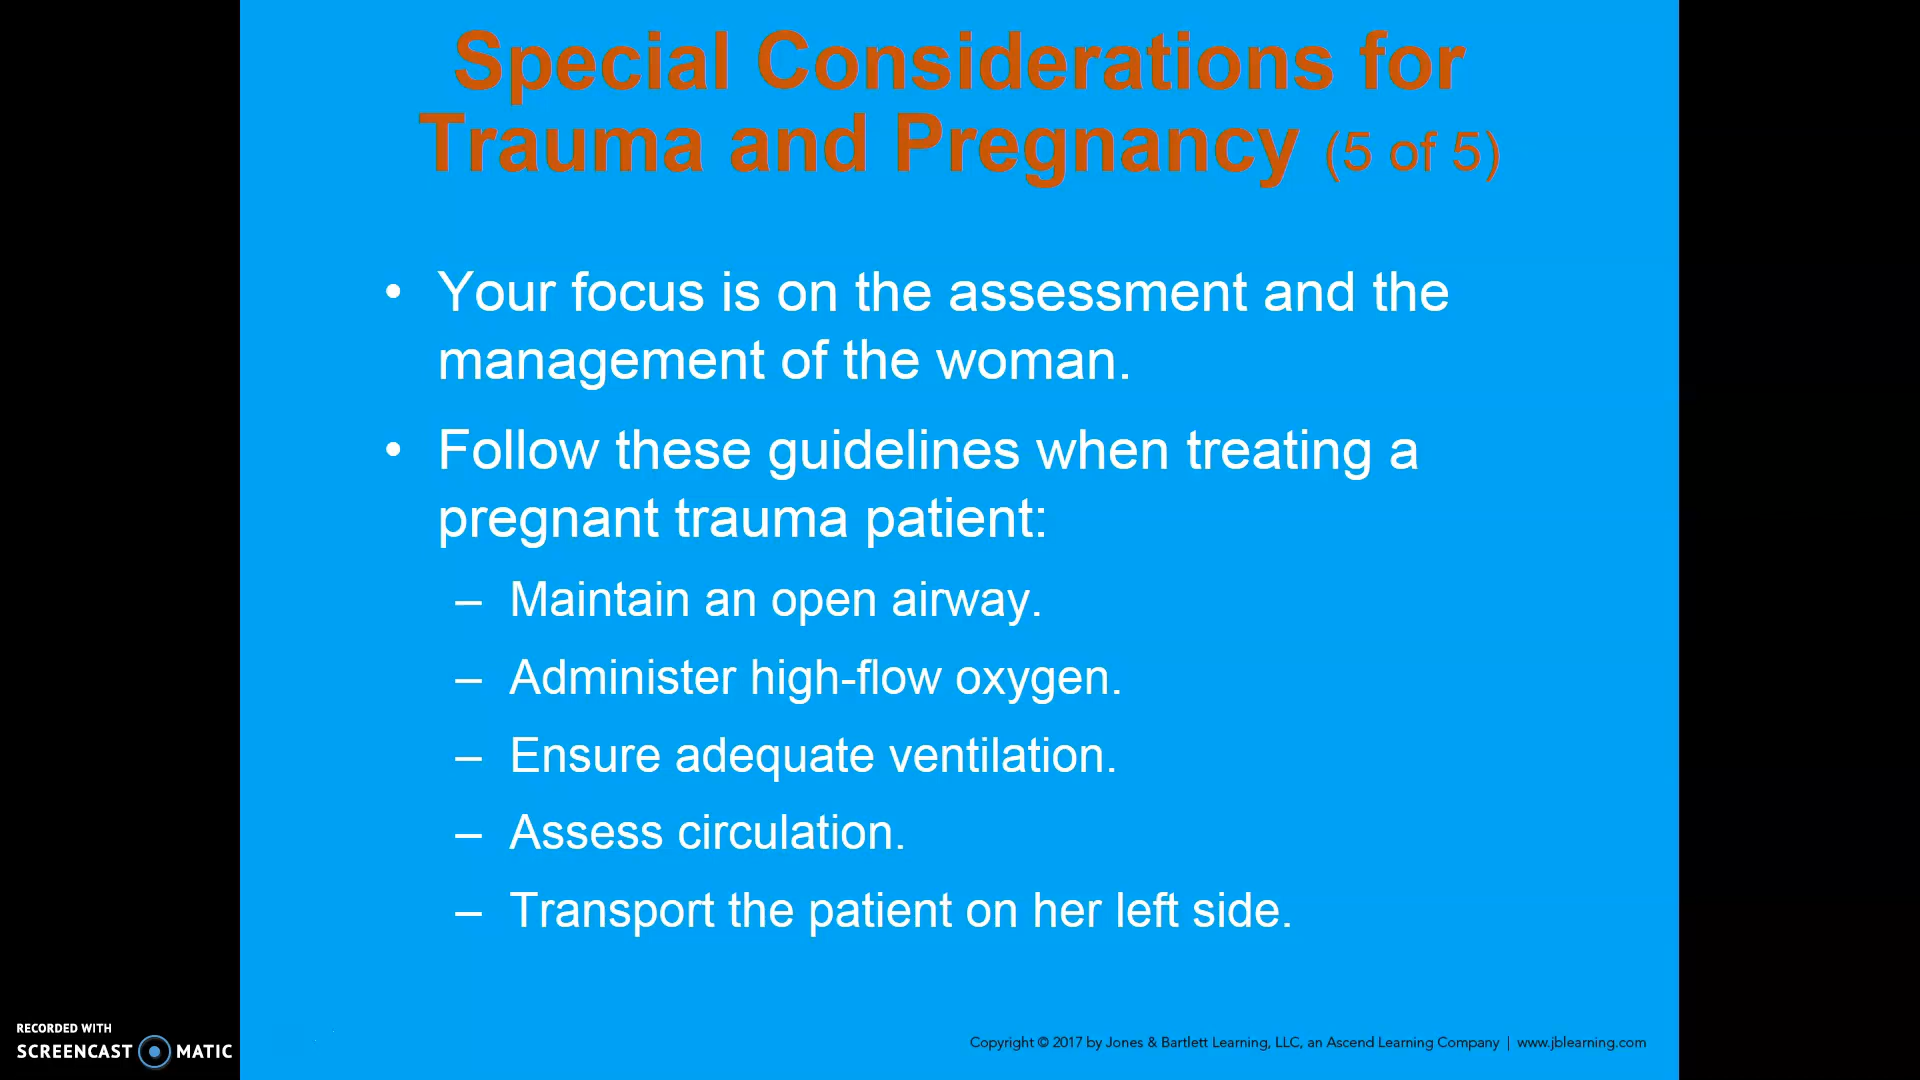 Special Considerations for
Trauma and Pregnancy (5 of 5)
• Your focus is on the assessment and the
management of the woman.
• Follow these guidelines when treating a
pregnant trauma patient:
– Maintain an open airway.
– Administer high-flow oxygen.
– Ensure adequate ventilation.
– Assess circulation.
– Transport the patient on her left side.
RECORDED WITH
SCREENCAST MATIC
Copyright © 2017 by Jones & Bartlett Learning, LLC, an Ascend Learning Company | www.jblearning.com